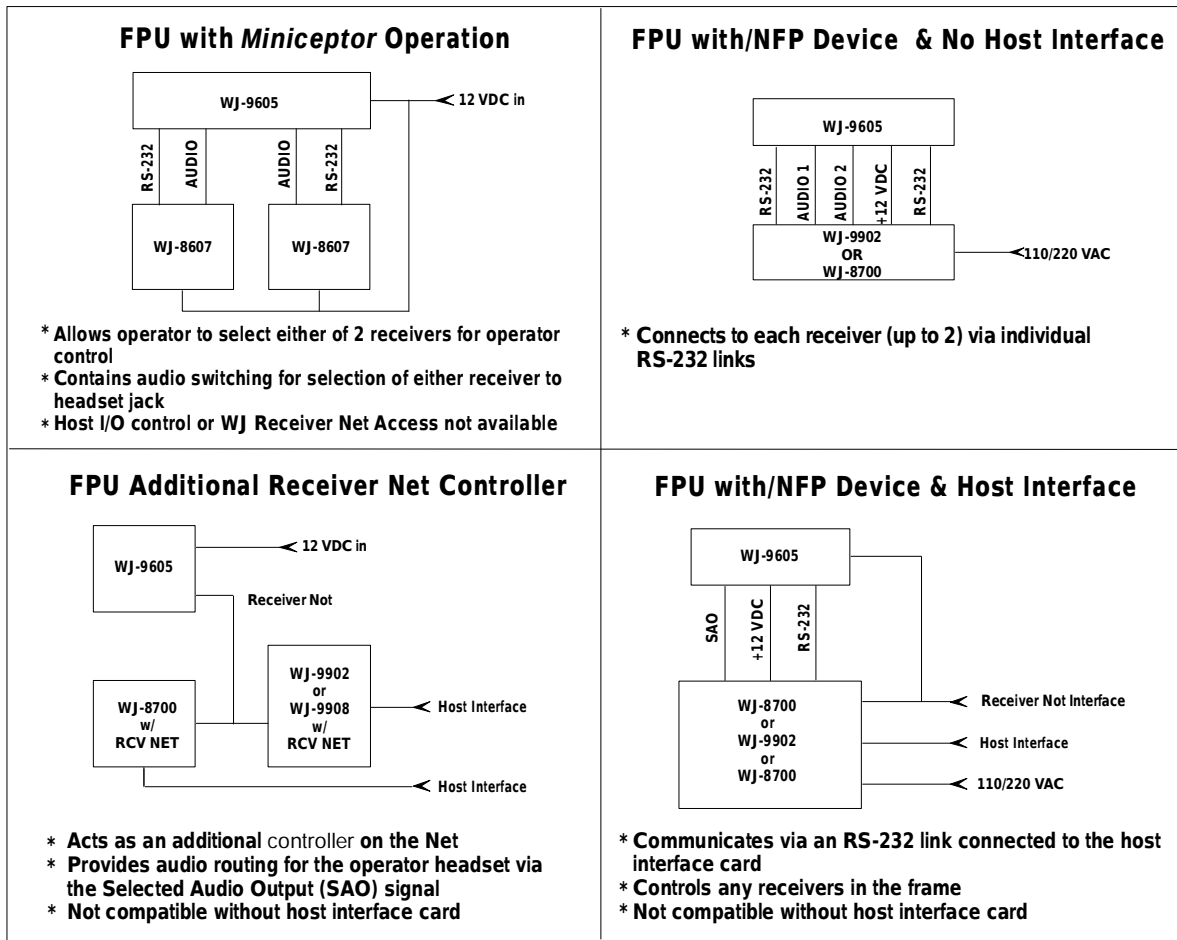 FPU with Miniceptor Operation
WJ-9605
12 VDC in
RS-232
AUDIO
AUDIO
RS-232
WJ-8607
WJ-8607
* Allows operator to select either of 2 receivers for operator
control
* Contains audio switching for selection of either receiver to
headset jack
* Host I/O control or WJ Receiver Net Access not available
FPU with/NFP Device & No Host Interface
WJ-9605
RS-232
AUDIO 1
AUDIO 2
+12 VDC
RS-232
WJ-9902
OR
WJ-8700
110/220 VAC
* Connects to each receiver (up to 2) via individual
RS-232 links
FPU Additional Receiver Net Controller
WJ-9605
12 VDC in
Receiver Not
WJ-8700
w/
RCV NET
WJ-9902
or
WJ-9908
w/
RCV NET
Host Interface
Host Interface
* Acts as an additional controller on the Net
* Provides audio routing for the operator headset via
the Selected Audio Output (SAO) signal
* Not compatible without host interface card
FPU with/NFP Device & Host Interface
WJ-9605
SAO
+12 VDC
RS-232
WJ-8700
or
WJ-9902
or
WJ-8700
Receiver Not Interface
Host Interface
110/220 VAC
* Communicates via an RS-232 link connected to the host
interface card
* Controls any receivers in the frame
* Not compatible without host interface card